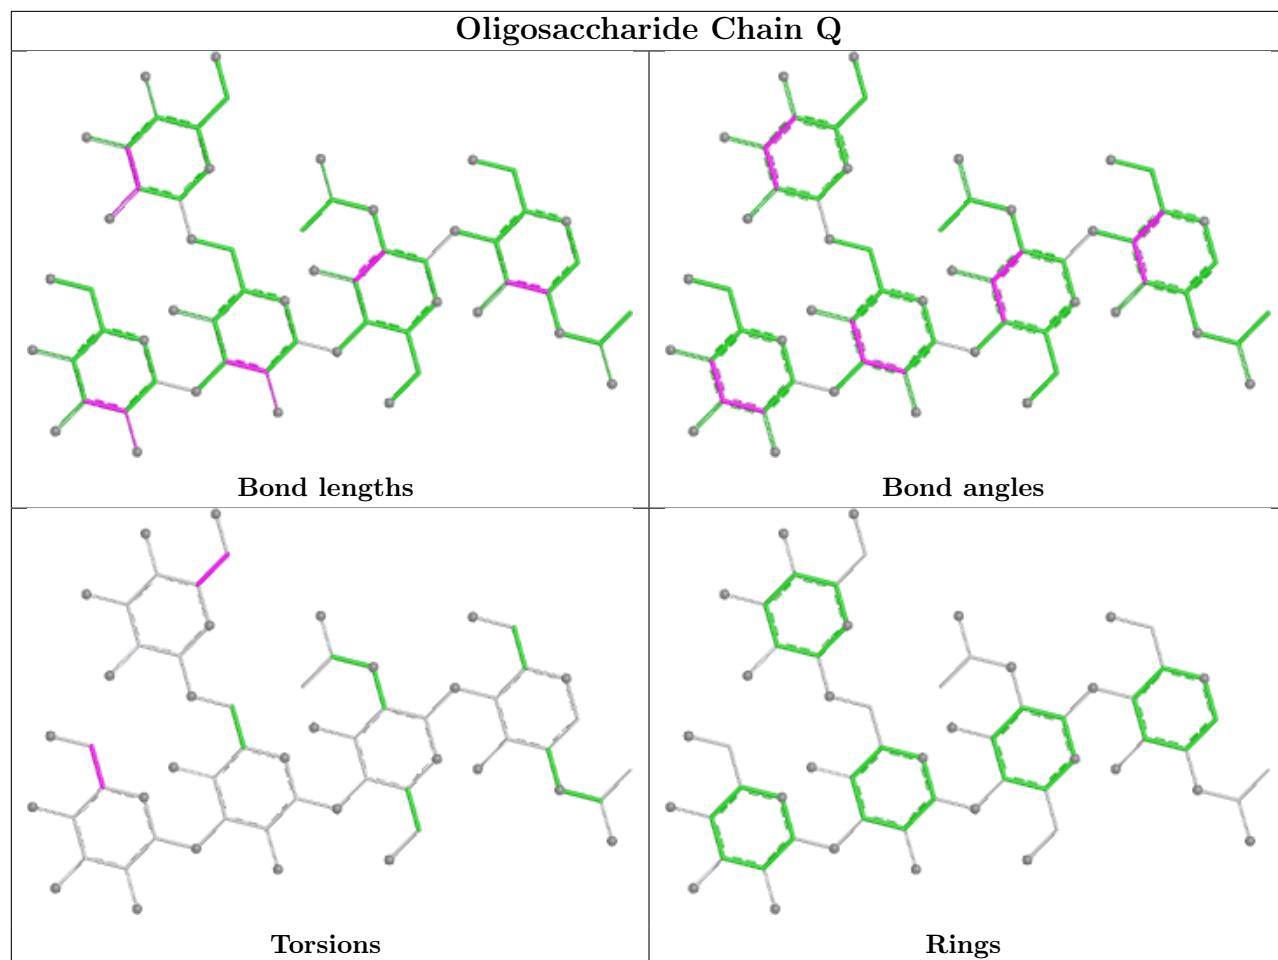 Oligosaccharide Chain Q
Bond lengths
Bond angles
Torsions
Rings